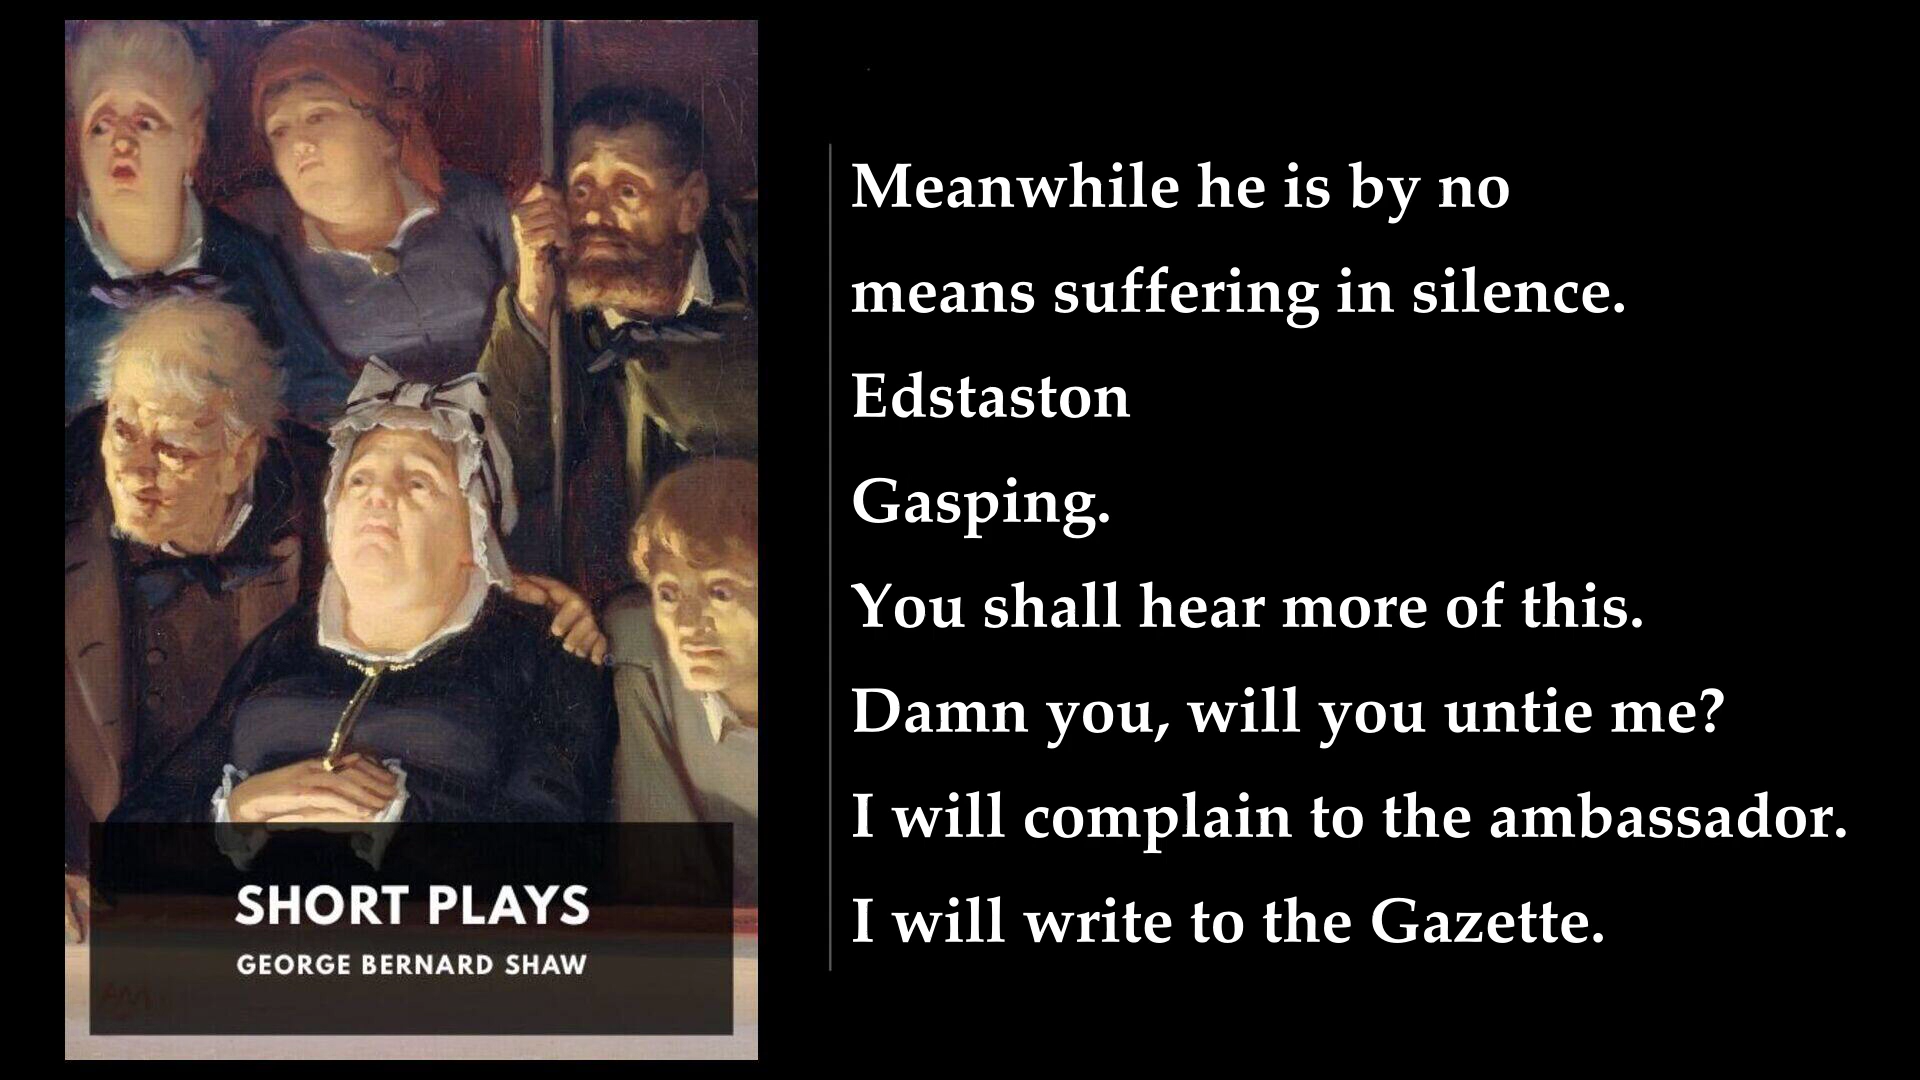 SHORT PLAYS
GEORGE BERNARD SHAW
Meanwhile he is by no
means suffering in silence.
Edstaston
Gasping.
You shall hear more of this.
Damn you, will you untie me?
I will complain to the ambassador.
I will write to the Gazette.